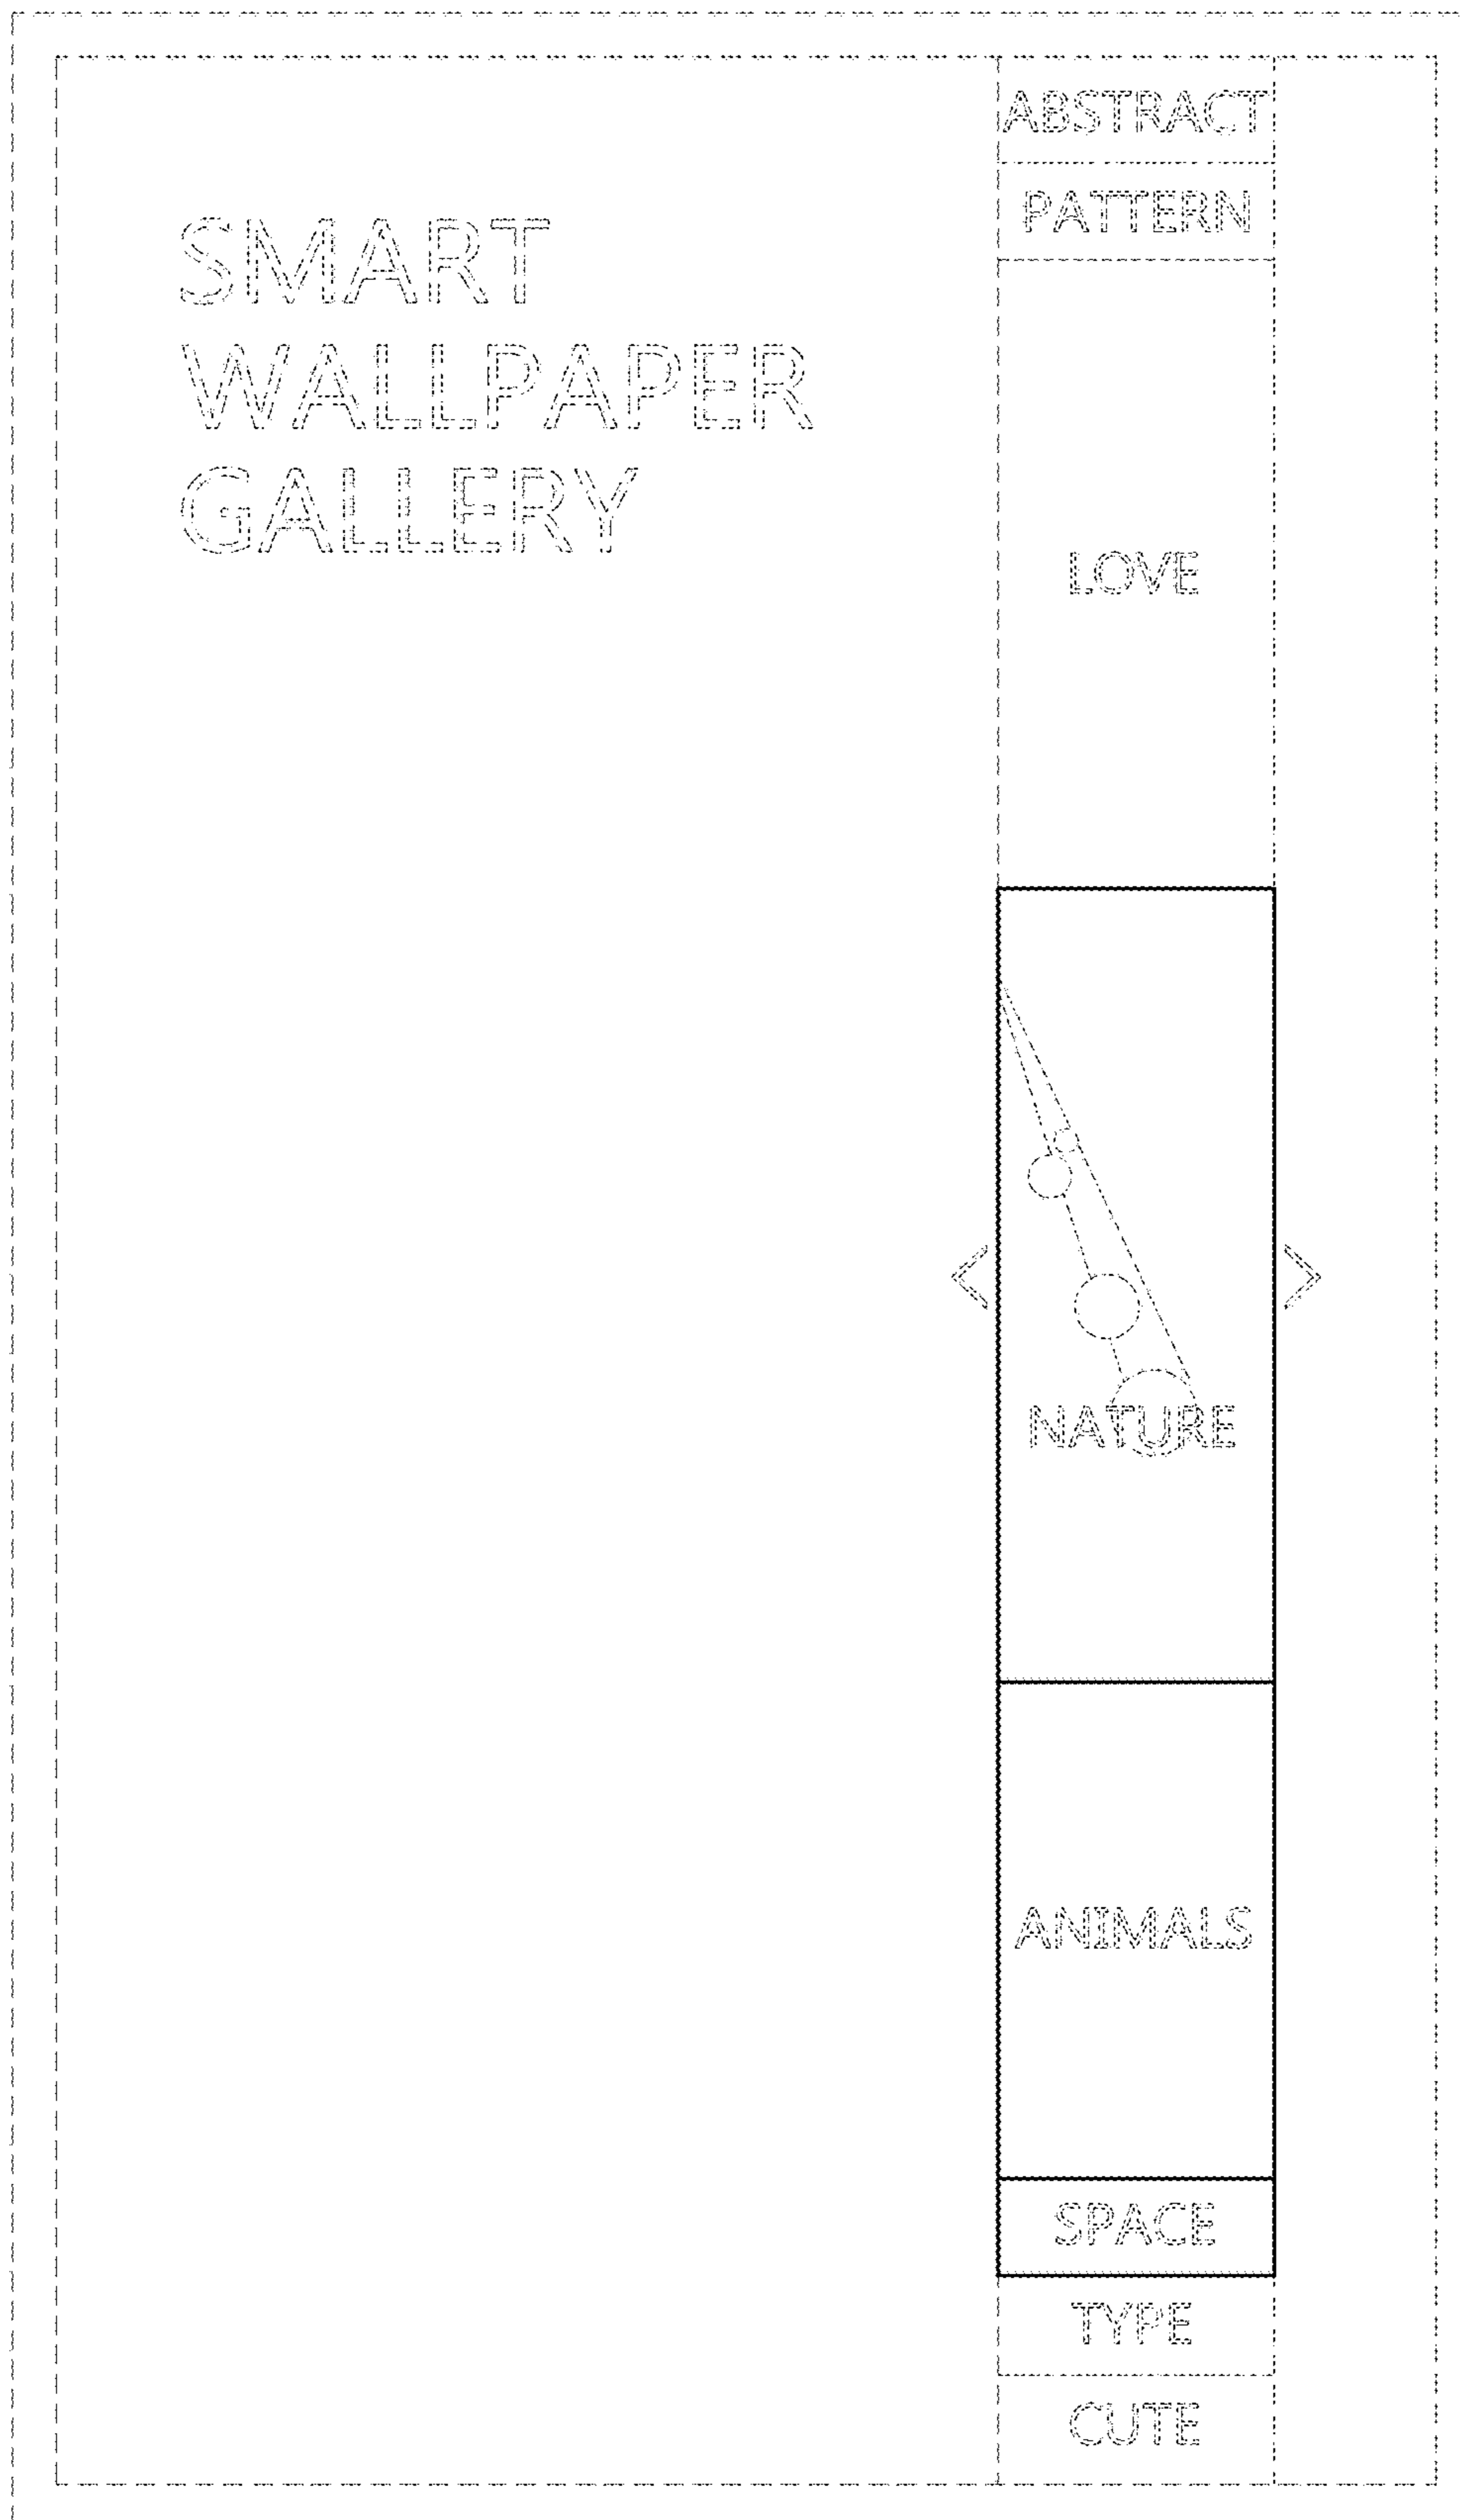 SMART
WALLPAPER
GALLERY
ABSTRACT
PATTERN
LOVE
NATURE
ANIMALS
SPACE
TYPE
CUTE